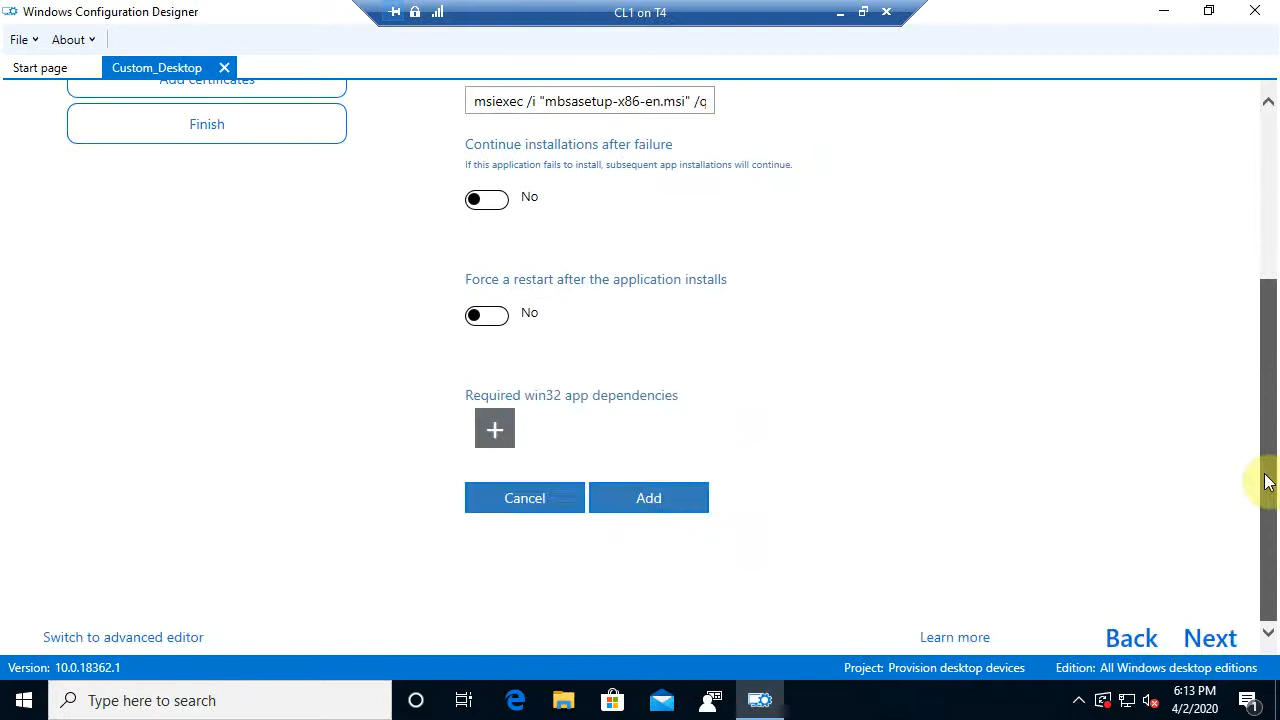 Windows Configuration Designer
CL1 on T4
File
About
Start page
Custom_Desktop
Add certificates
Finish
msiexec /i "mbsasetup-x86-en.msi" /q
Continue installations after failure
If this application fails to install, subsequent app installations will continue.
No
Force a restart after the application installs
No
Required win32 app dependencies
Cancel
Add
Switch to advanced editor
Learn more
Back
Next
Version: 10.0.18362.1
Project: Provision desktop devices
Edition: All Windows desktop editions
Type here to search
6:13 PM
4/2/2020
1